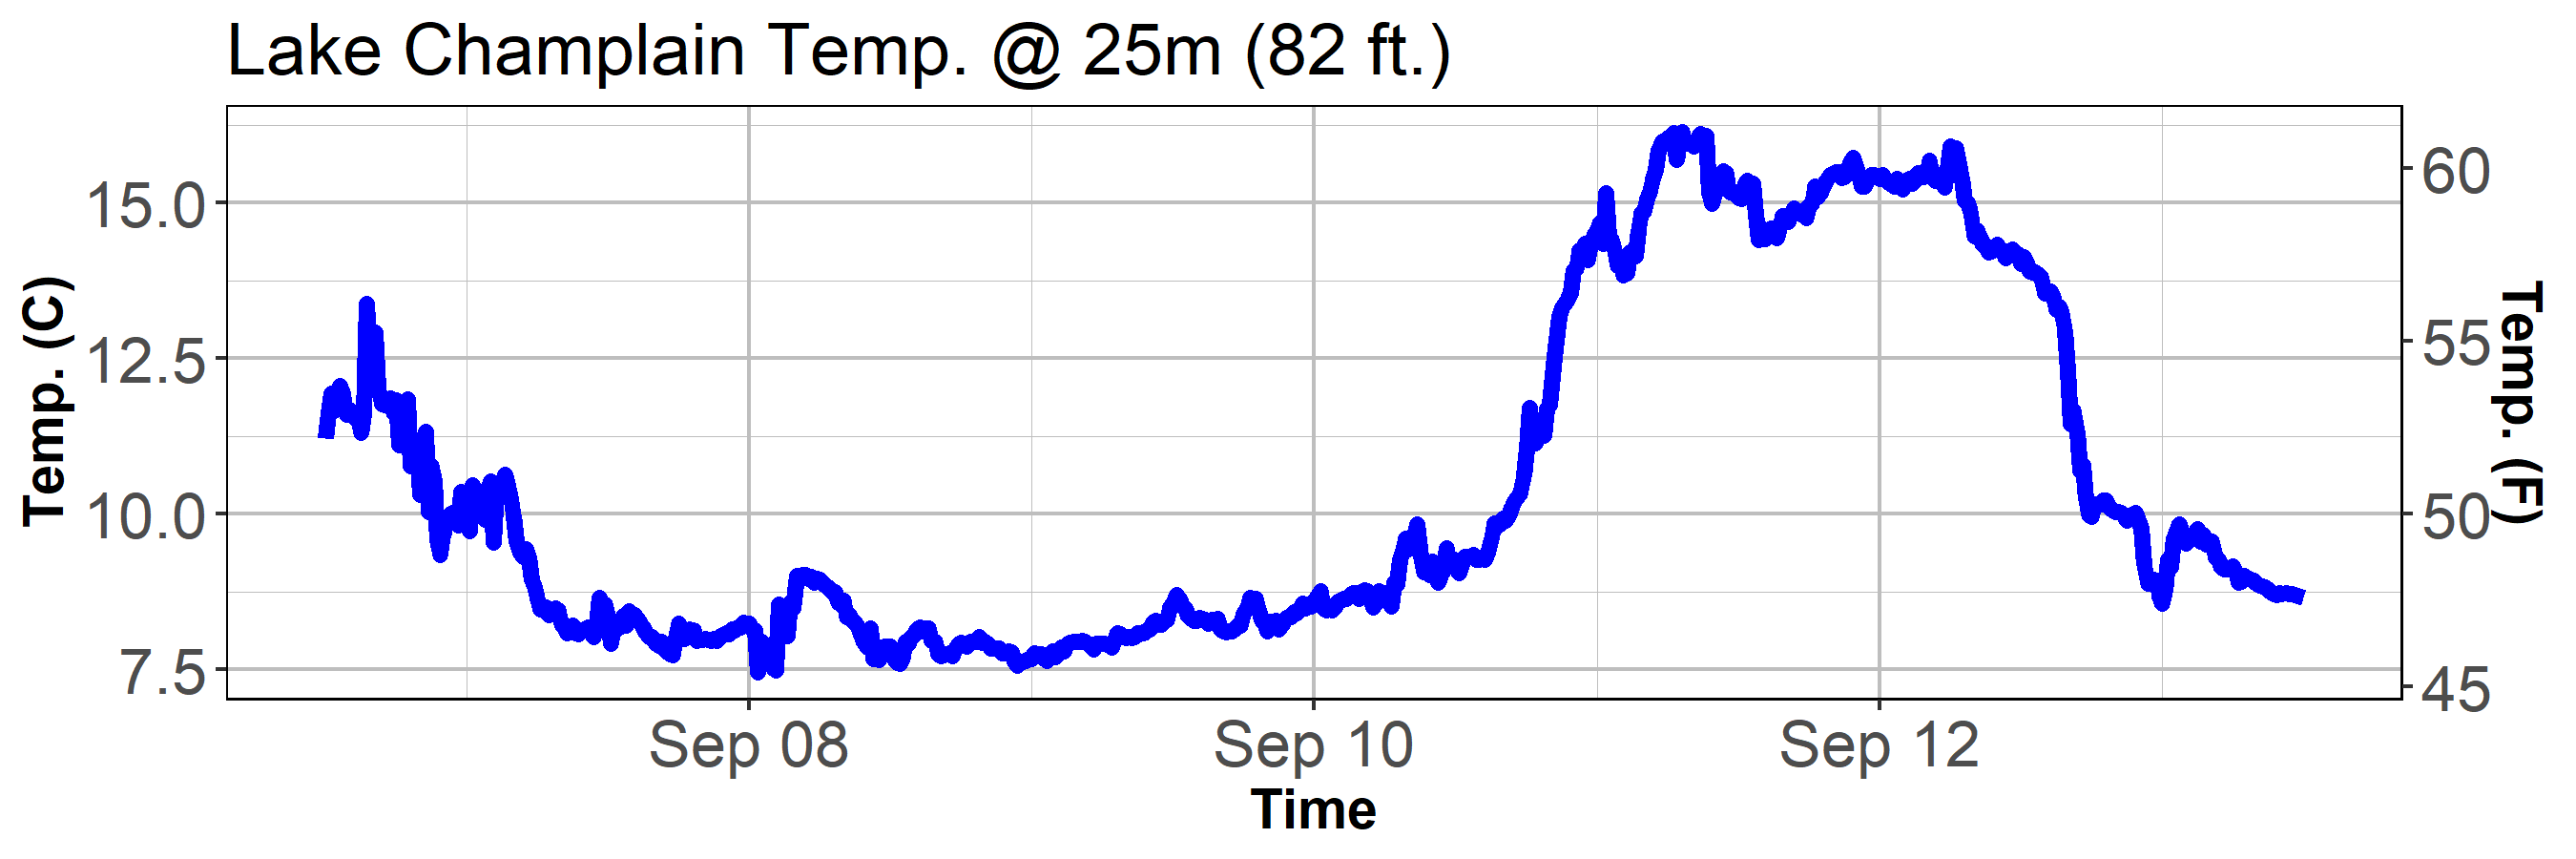 Lake Champlain Temp. @ 25m (82 ft.)
Temp. (C)
15.0
12.5
10.0
7.5
60
55
50
45
Temp. (F)
Sep 08
Sep 10
Sep 12
Time